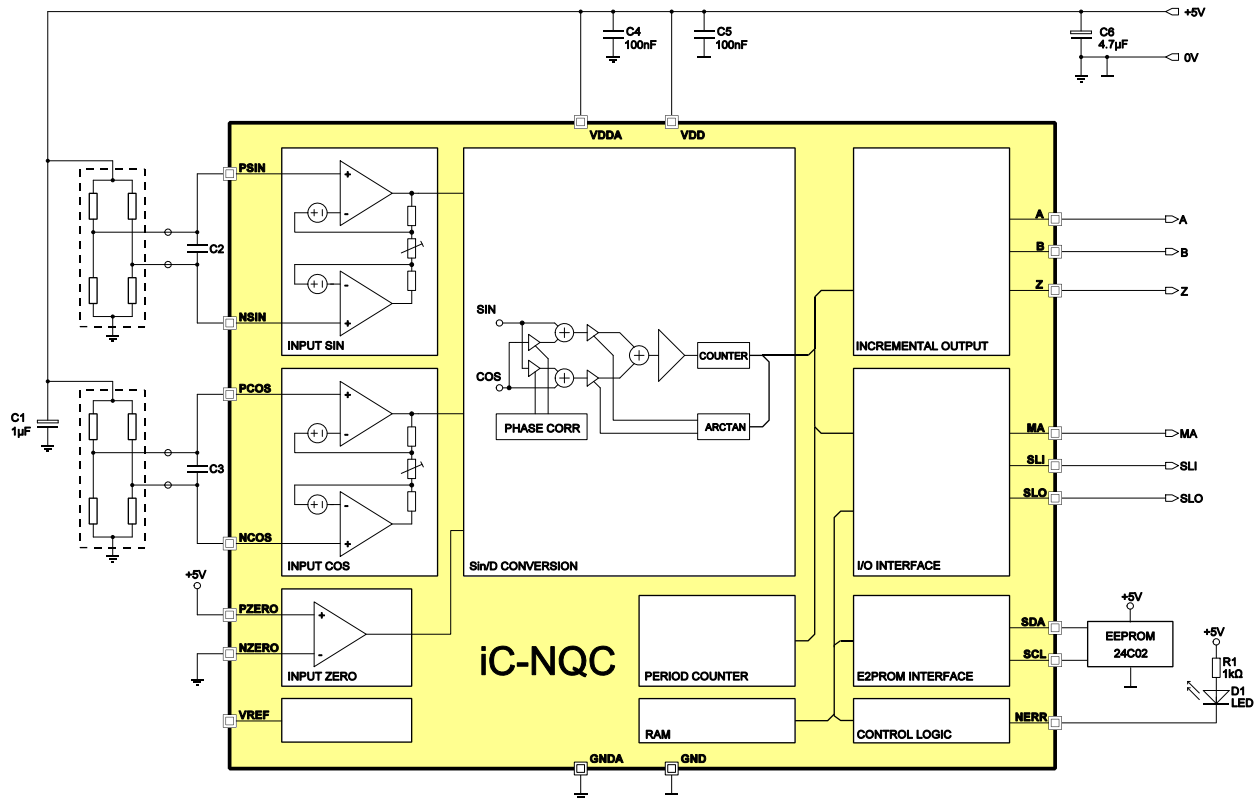 +5V
C4
100nF
C5
100nF
C6
4.7µF
0V
VDDA
VDD
PSIN
C2
NSIN
+
-
-
+
INPUT SIN
SIN
COS
+
+
+
COUNTER
PHASE CORR
ARCTAN
Sin/D CONVERSION
A
B
Z
INCREMENTAL OUTPUT
A
B
Z
C1
1µF
PCOS
C3
NCOS
+
-
-
+
INPUT COS
MA
SLI
SLO
I/O INTERFACE
MA
SLI
SLO
+5V
PZERO
NZERO
+
-
INPUT ZERO
VREF
iC-NQC
PERIOD COUNTER
RAM
SDA
SCL
E2PROM INTERFACE
NERR
CONTROL LOGIC
+5V
EEPROM
24C02
+5V
R1
1kΩ
D1
LED
GNDA
GND